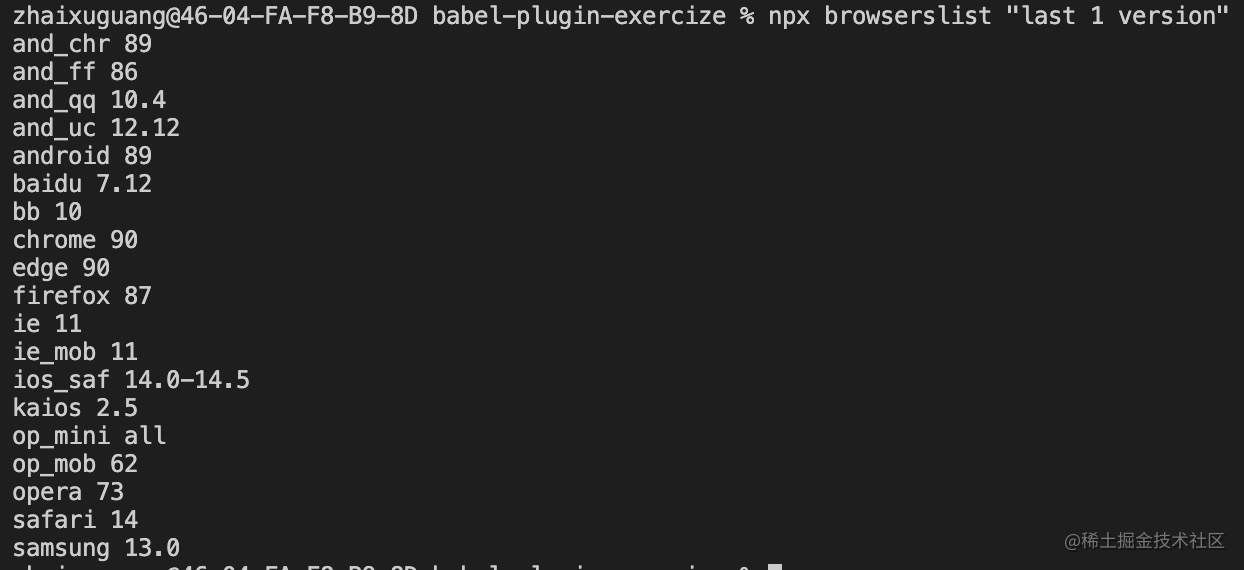 zhaixuguang@46-04-FA-F8-B9-8D babel-plugin-exercize % npx browserslist "last 1 version"
and_chr 89
and_ff 86
and_qq 10.4
and_uc 12.12
android 89
baidu 7.12
bb 10
chrome 90
edge 90
firefox 87
ie 11
ie_mob 11
ios_saf 14.0-14.5
kaios 2.5
op_mini all
op_mob 62
opera 73
safari 14
samsung 13.0
@稀土掘金技术社区